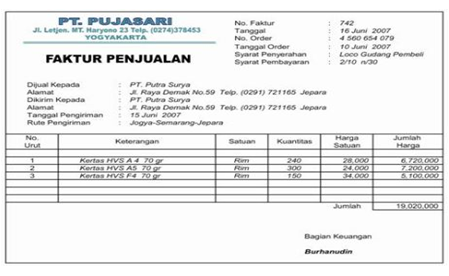 PT. PUJASARI
Jl. Letjen. MT. Haryono 23 Telp. (0274)378453
YOGYAKARTA
FAKTUR PENJUALAN
No. Faktur : 742
Tanggal : 16 Juni 2007
No. Order : 4 560 654 079
Tanggal Order : 10 Juni 2007
Syarat Penyerahan : Loco Gudang Pembeli
Syarat Pembayaran : 2/10 n/30
Dijual Kepada : PT. Putra Surya
Alamat : Jl. Raya Demak No.59 Telp. (0291) 721165 Jepara
Dikirim Kepada : PT. Putra Surya
Alamat : Jl. Raya Demak No.59 Telp. (0291) 721165 Jepara
Tanggal Pengiriman : 15 Juni 2007
Rute Pengiriman : Jogya-Semarang-Jepara
No. Urut Keterangan Satuan Kuantitas Harga Satuan Jumlah Harga
1 Kertas HVS A 4 70 gr Rim 240 28,000 6,720,000
2 Kertas HVS A5 70 gr Rim 300 24,000 7,200,000
3 Kertas HVS F4 70 gr Rim 150 34,000 5,100,000
Jumlah 19,020,000
Bagian Keuangan
Burhanudin